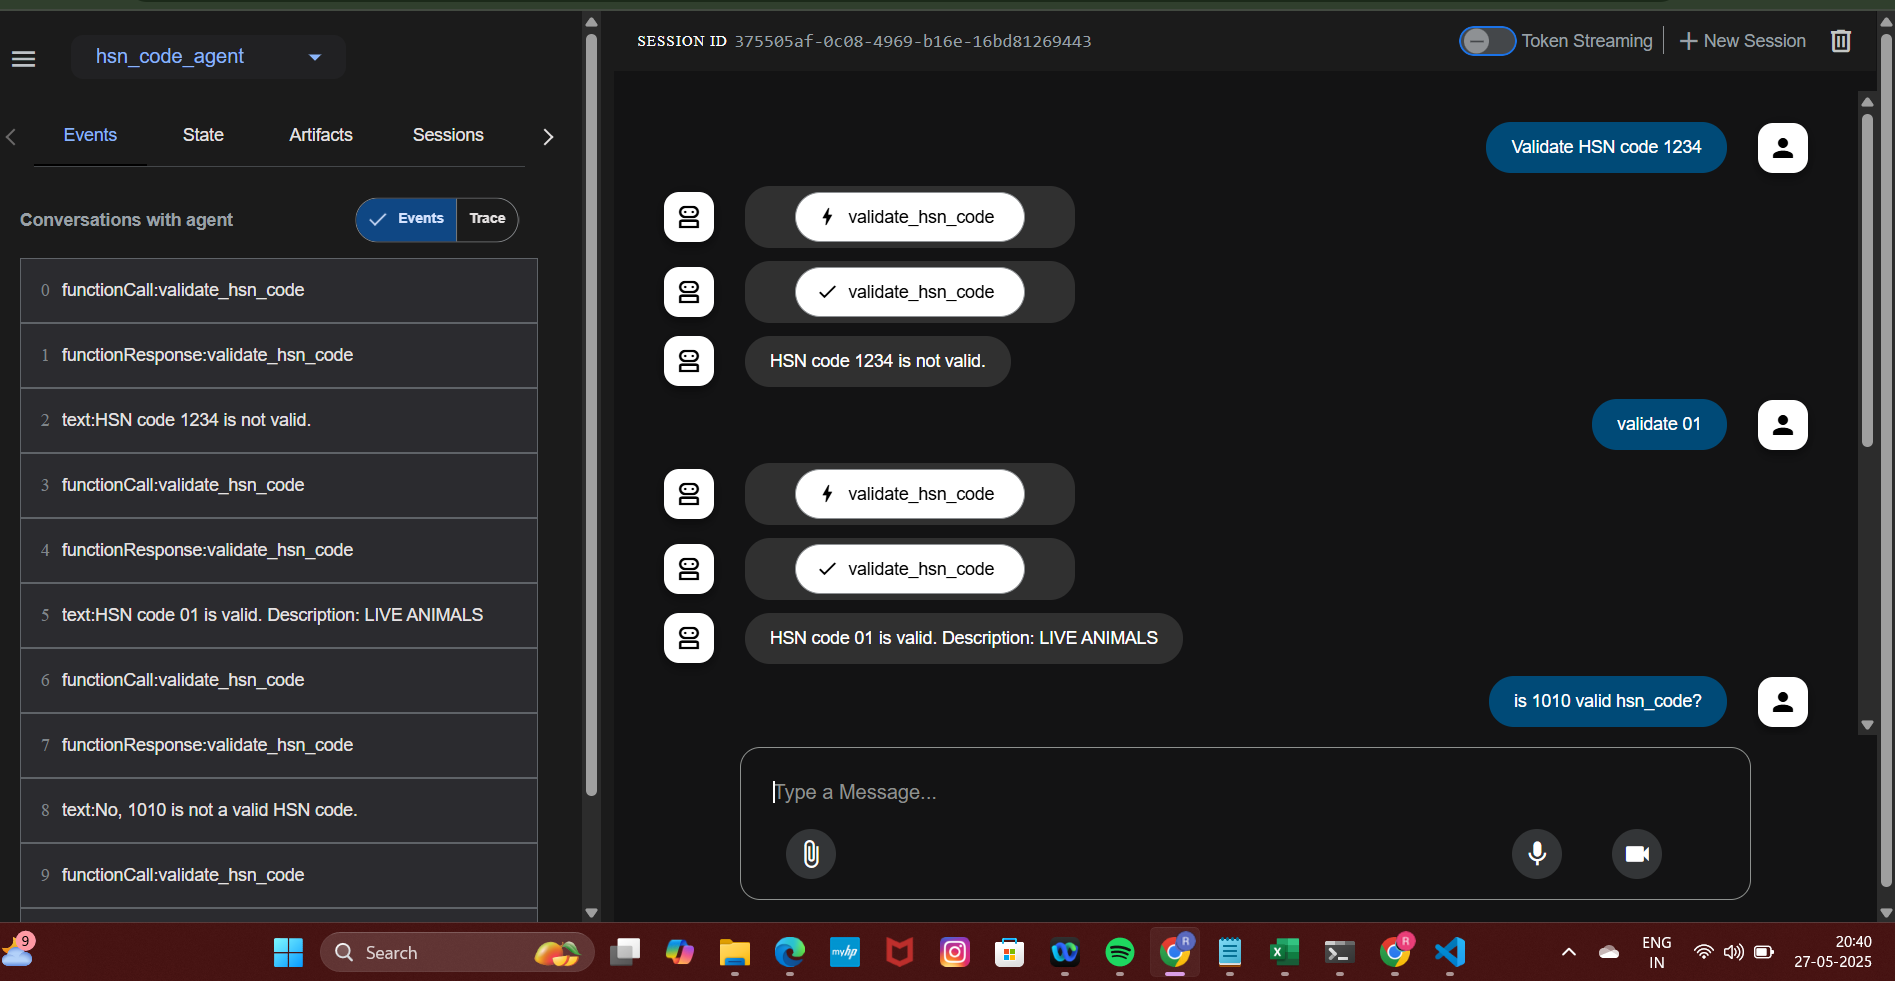 hsn_code_agent
Events State Artifacts Sessions
Conversations with agent
Events Trace
0 functionCall:validate_hsn_code
1 functionResponse:validate_hsn_code
2 text:HSN code 1234 is not valid.
3 functionCall:validate_hsn_code
4 functionResponse:validate_hsn_code
5 text:HSN code 01 is valid. Description: LIVE ANIMALS
6 functionCall:validate_hsn_code
7 functionResponse:validate_hsn_code
8 text:No, 1010 is not a valid HSN code.
9 functionCall:validate_hsn_code
SESSION ID 375505af-0c08-4969-b16e-16bd81269443
Token Streaming
New Session
Validate HSN code 1234
validate_hsn_code
validate_hsn_code
HSN code 1234 is not valid.
validate 01
validate_hsn_code
validate_hsn_code
HSN code 01 is valid. Description: LIVE ANIMALS
is 1010 valid hsn_code?
Type a Message...
9
Search
myhp
R
R
ENG
IN
20:40
27-05-2025